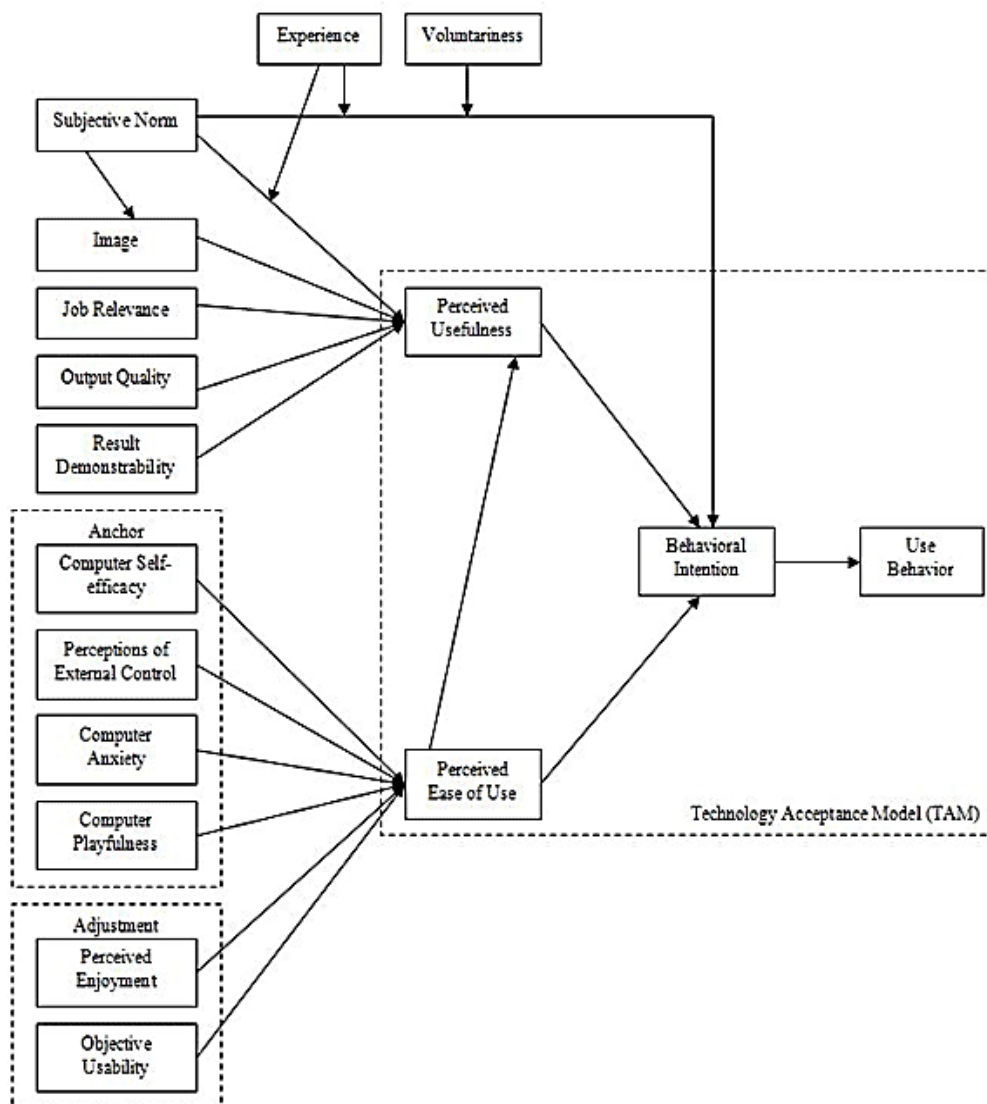 Experience
Voluntariness
Subjective Norm
Image
Job Relevance
Output Quality
Result
Demonstrability
Perceived
Usefulness
Anchor
Computer Self-
efficacy
Perceptions of
External Control
Computer
Anxiety
Computer
Playfulness
Behavioral
Intention
Use
Behavior
Perceived
Ease of Use
Technology Acceptance Model (TAM)
Adjustment
Perceived
Enjoyment
Objective
Usability